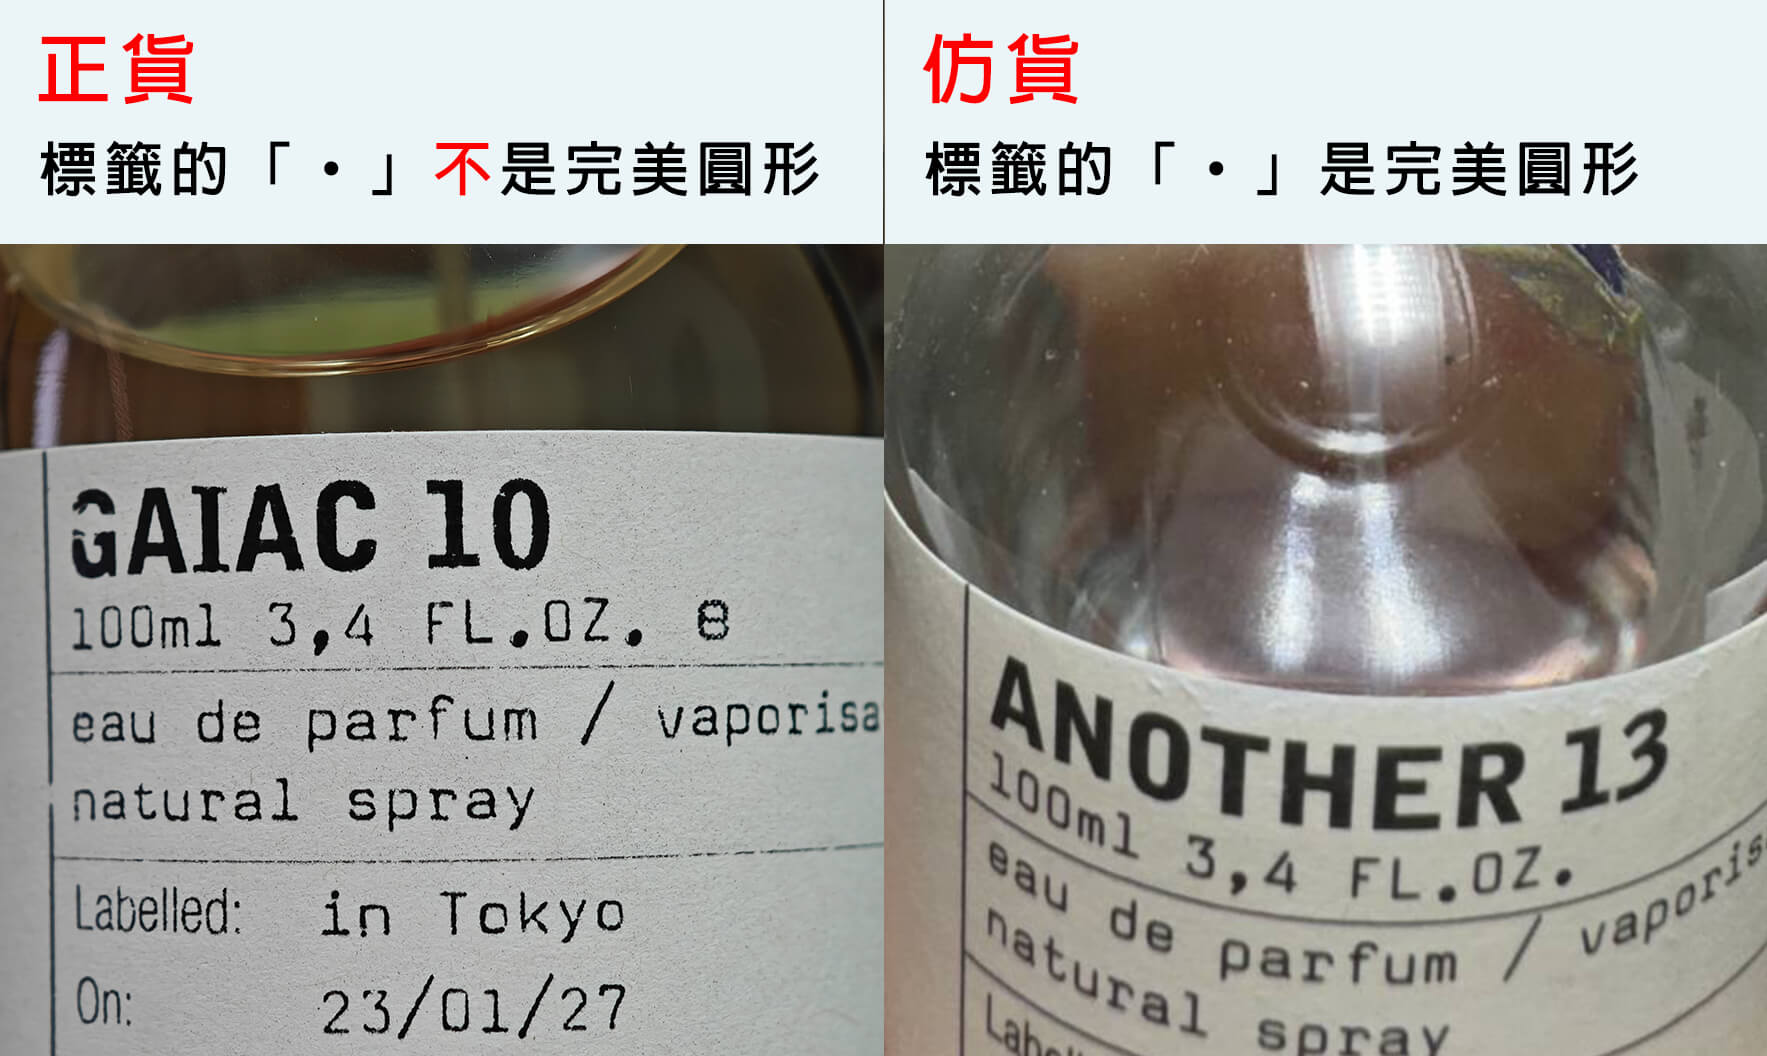 正貨
標籤的「・」不是完美圓形
GAIAC 10
100ml 3,4 FL.OZ. 8
eau de parfum / vaporisa
natural spray
Labelled: in Tokyo
On: 23/01/27
仿貨
標籤的「・」是完美圓形
ANOTHER 13
100ml 3,4 FL.OZ.
eau de parfum / vaporis
natural spray
Labell